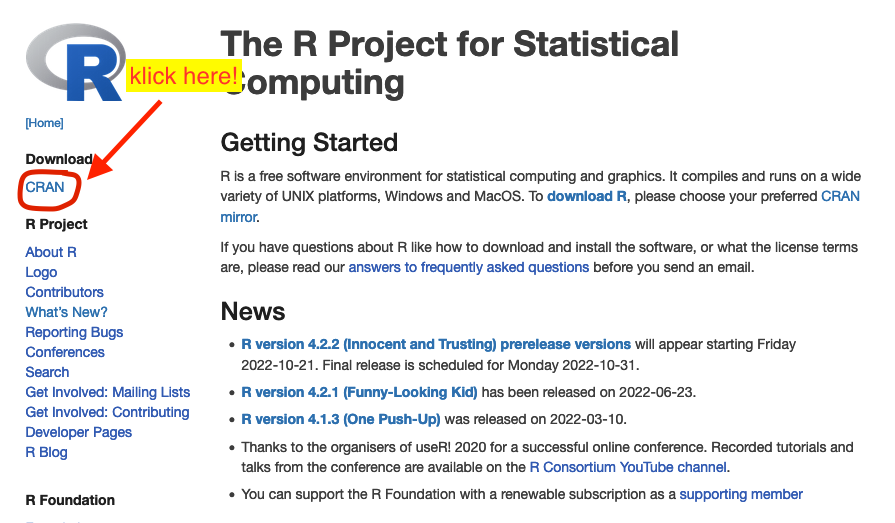 R
The R Project for Statistical
Computing
klick here!
[Home]
Download
CRAN
R Project
About R
Logo
Contributors
What's New?
Reporting Bugs
Conferences
Search
Get Involved: Mailing Lists
Get Involved: Contributing
Developer Pages
R Blog
R Foundation
Getting Started
R is a free software environment for statistical computing and graphics. It compiles and runs on a wide
variety of UNIX platforms, Windows and MacOS. To download R, please choose your preferred CRAN
mirror.
If you have questions about R like how to download and install the software, or what the license terms
are, please read our answers to frequently asked questions before you send an email.
News
• R version 4.2.2 (Innocent and Trusting) prerelease versions will appear starting Friday
2022-10-21. Final release is scheduled for Monday 2022-10-31.
• R version 4.2.1 (Funny-Looking Kid) has been released on 2022-06-23.
• R version 4.1.3 (One Push-Up) was released on 2022-03-10.
• Thanks to the organisers of useR! 2020 for a successful online conference. Recorded tutorials and
talks from the conference are available on the R Consortium YouTube channel.
• You can support the R Foundation with a renewable subscription as a supporting member